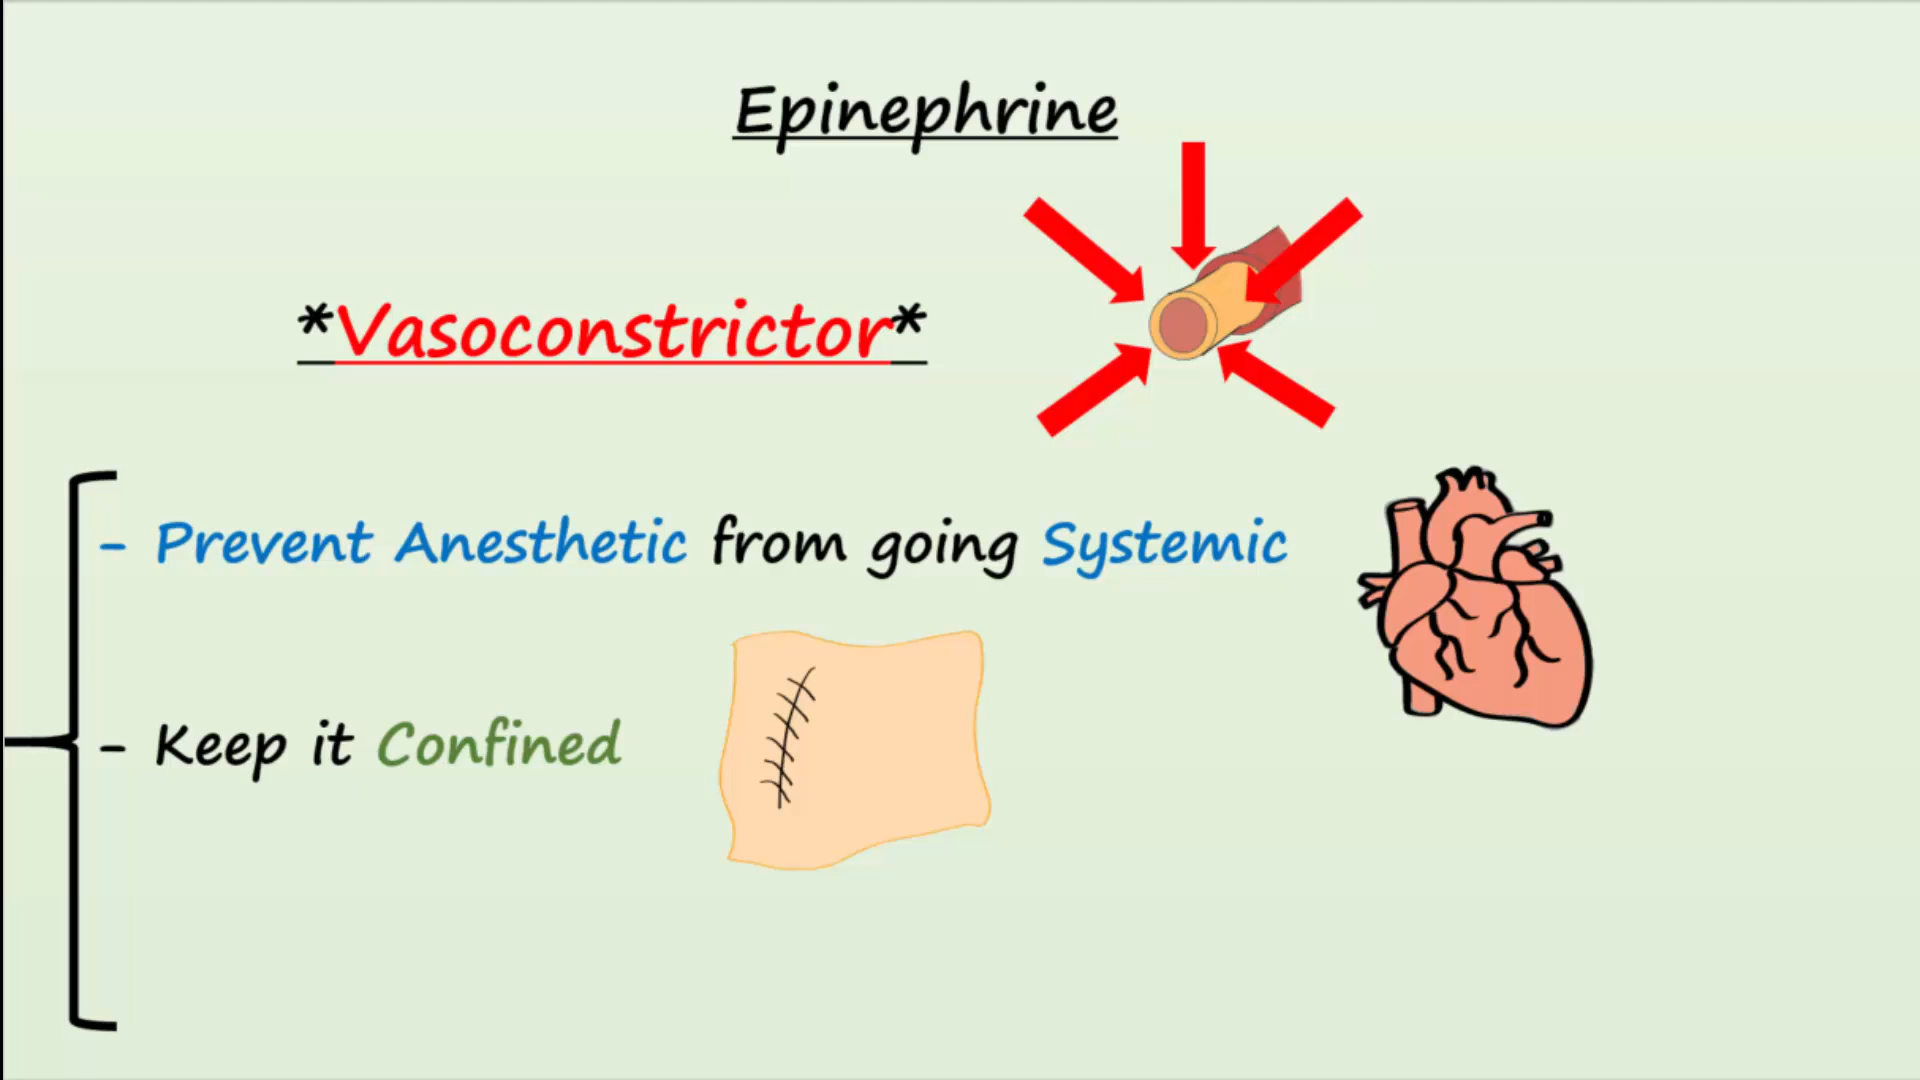 Epinephrine
*Vasoconstrictor*
- Prevent Anesthetic from going Systemic
- Keep it Confined